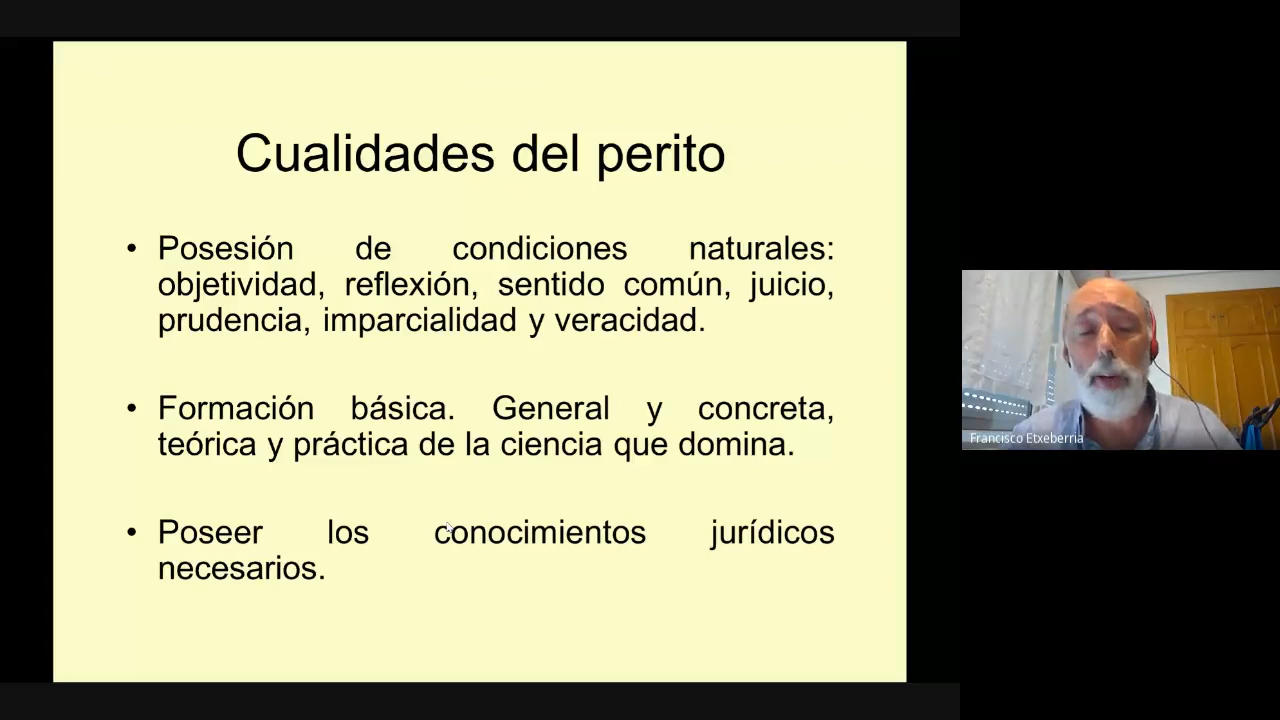 Cualidades del perito
• Posesión de condiciones naturales:
objetividad, reflexión, sentido común, juicio,
prudencia, imparcialidad y veracidad.
• Formación básica. General y concreta,
teórica y práctica de la ciencia que domina.
• Poseer los conocimientos jurídicos
necesarios.
Francisco Etxeberria